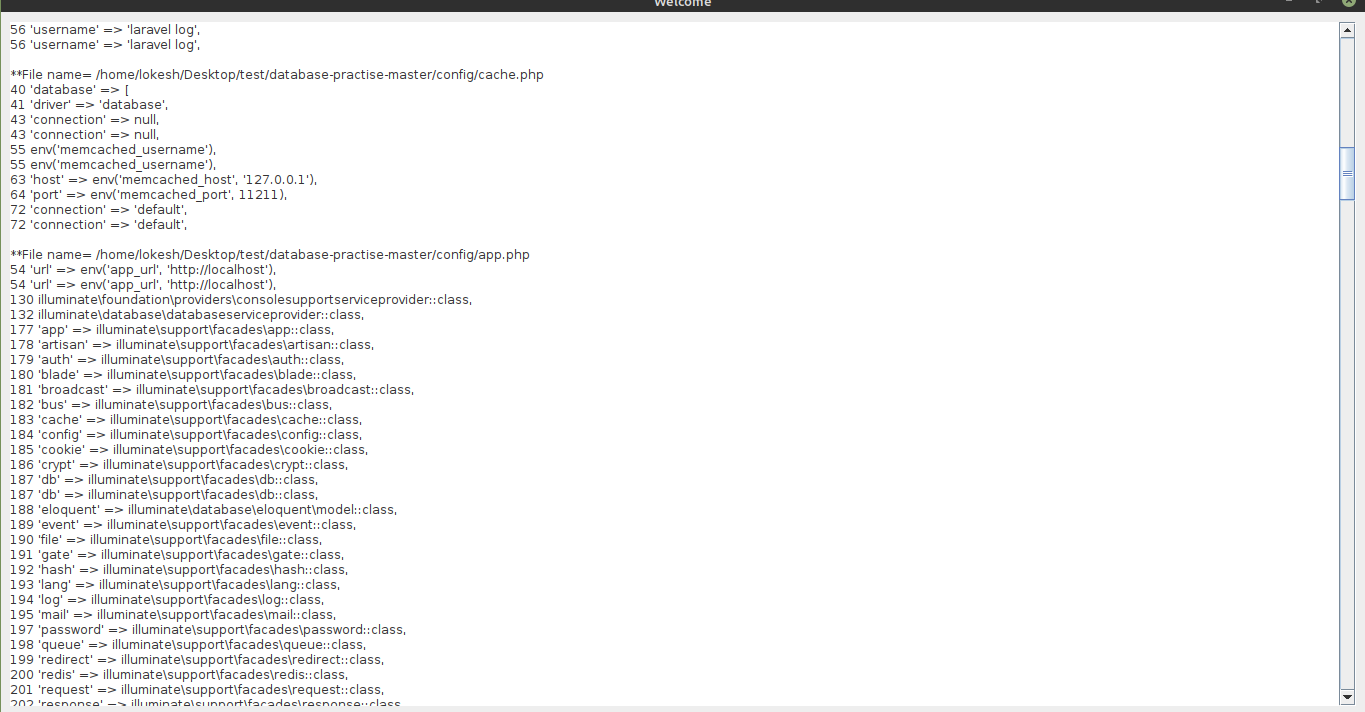 Welcome
56 'username' => 'laravel log',
56 'username' => 'laravel log',
**File name= /home/lokesh/Desktop/test/database-practise-master/config/cache.php
40 'database' => [
41 'driver' => 'database',
43 'connection' => null,
43 'connection' => null,
55 env('memcached_username'),
55 env('memcached_username'),
63 'host' => env('memcached_host', '127.0.0.1'),
64 'port' => env('memcached_port', 11211),
72 'connection' => 'default',
72 'connection' => 'default',
**File name= /home/lokesh/Desktop/test/database-practise-master/config/app.php
54 'url' => env('app_url', 'http://localhost'),
54 'url' => env('app_url', 'http://localhost'),
130 illuminate\foundation\providers\consolesupportserviceprovider::class,
132 illuminate\database\databaseserviceprovider::class,
177 'app' => illuminate\support\facades\app::class,
178 'artisan' => illuminate\support\facades\artisan::class,
179 'auth' => illuminate\support\facades\auth::class,
180 'blade' => illuminate\support\facades\blade::class,
181 'broadcast' => illuminate\support\facades\broadcast::class,
182 'bus' => illuminate\support\facades\bus::class,
183 'cache' => illuminate\support\facades\cache::class,
184 'config' => illuminate\support\facades\config::class,
185 'cookie' => illuminate\support\facades\cookie::class,
186 'crypt' => illuminate\support\facades\crypt::class,
187 'db' => illuminate\support\facades\db::class,
187 'db' => illuminate\support\facades\db::class,
188 'eloquent' => illuminate\database\eloquent\model::class,
189 'event' => illuminate\support\facades\event::class,
190 'file' => illuminate\support\facades\file::class,
191 'gate' => illuminate\support\facades\gate::class,
192 'hash' => illuminate\support\facades\hash::class,
193 'lang' => illuminate\support\facades\lang::class,
194 'log' => illuminate\support\facades\log::class,
195 'mail' => illuminate\support\facades\mail::class,
197 'password' => illuminate\support\facades\password::class,
198 'queue' => illuminate\support\facades\queue::class,
199 'redirect' => illuminate\support\facades\redirect::class,
200 'redis' => illuminate\support\facades\redis::class,
201 'request' => illuminate\support\facades\request::class,
202 'response' => illuminate\support\facades\response::class,